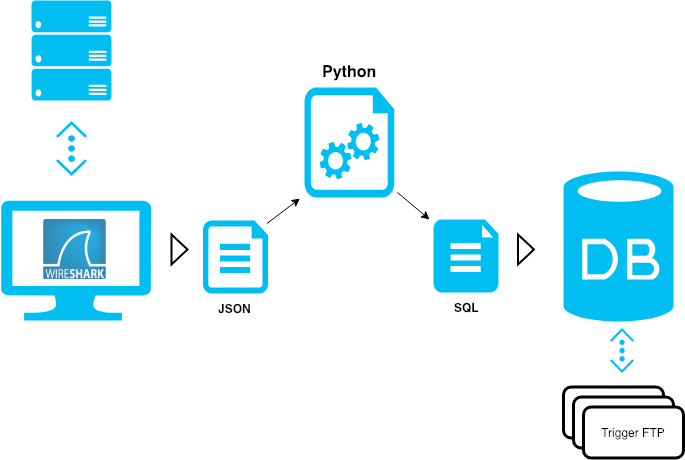 Python
WIRESHARK
JSON
SQL
DB
Trigger FTP